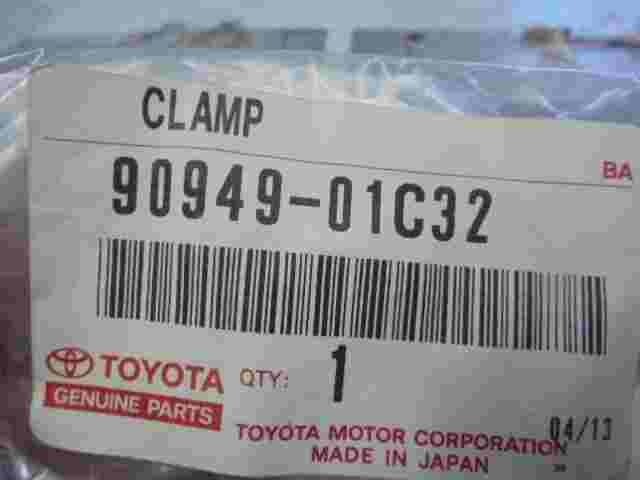 CLAMP
BA
90949-01C32
TOYOTA QTY: 1
GENUINE PARTS
04/13
TOYOTA MOTOR CORPORATION
MADE IN JAPAN